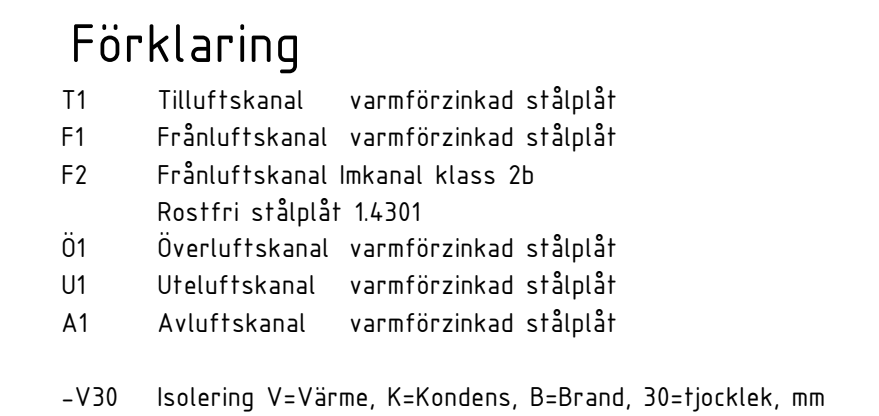 Förklaring
T1 Tilluftskanal varmförzinkad stålplåt
F1 Frånluftskanal varmförzinkad stålplåt
F2 Frånluftskanal Imkanal klass 2b
Rostfri stålplåt 1.4301
Ö1 Överluftskanal varmförzinkad stålplåt
U1 Uteluftskanal varmförzinkad stålplåt
A1 Avluftskanal varmförzinkad stålplåt
-V30 Isolering V=Värme, K=Kondens, B=Brand, 30=tjocklek, mm